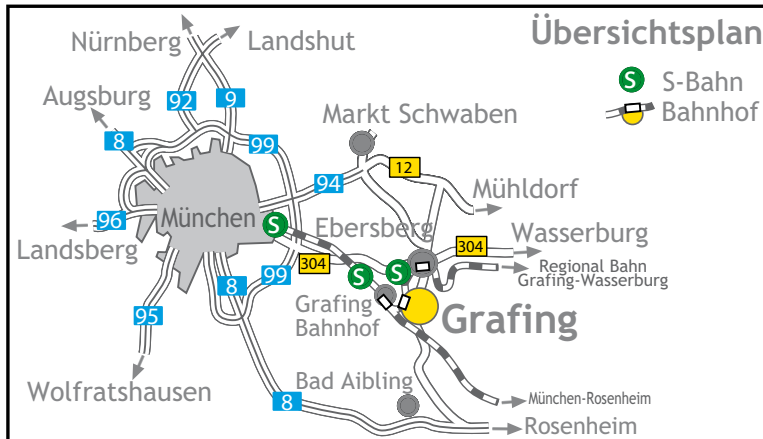 Übersichtsplan
Nürnberg
Landshut
S S-Bahn
Bahnhof
Augsburg
92
9
Markt Schwaben
8
99
12
94
Mühldorf
München
96
S
Ebersberg
Wasserburg
304
Landsberg
304
S
S
Regional Bahn
Grafing-Wasserburg
99
8
Grafing
Bahnhof
Grafing
95
Wolfratshausen
Bad Aibling
8
München-Rosenheim
Rosenheim